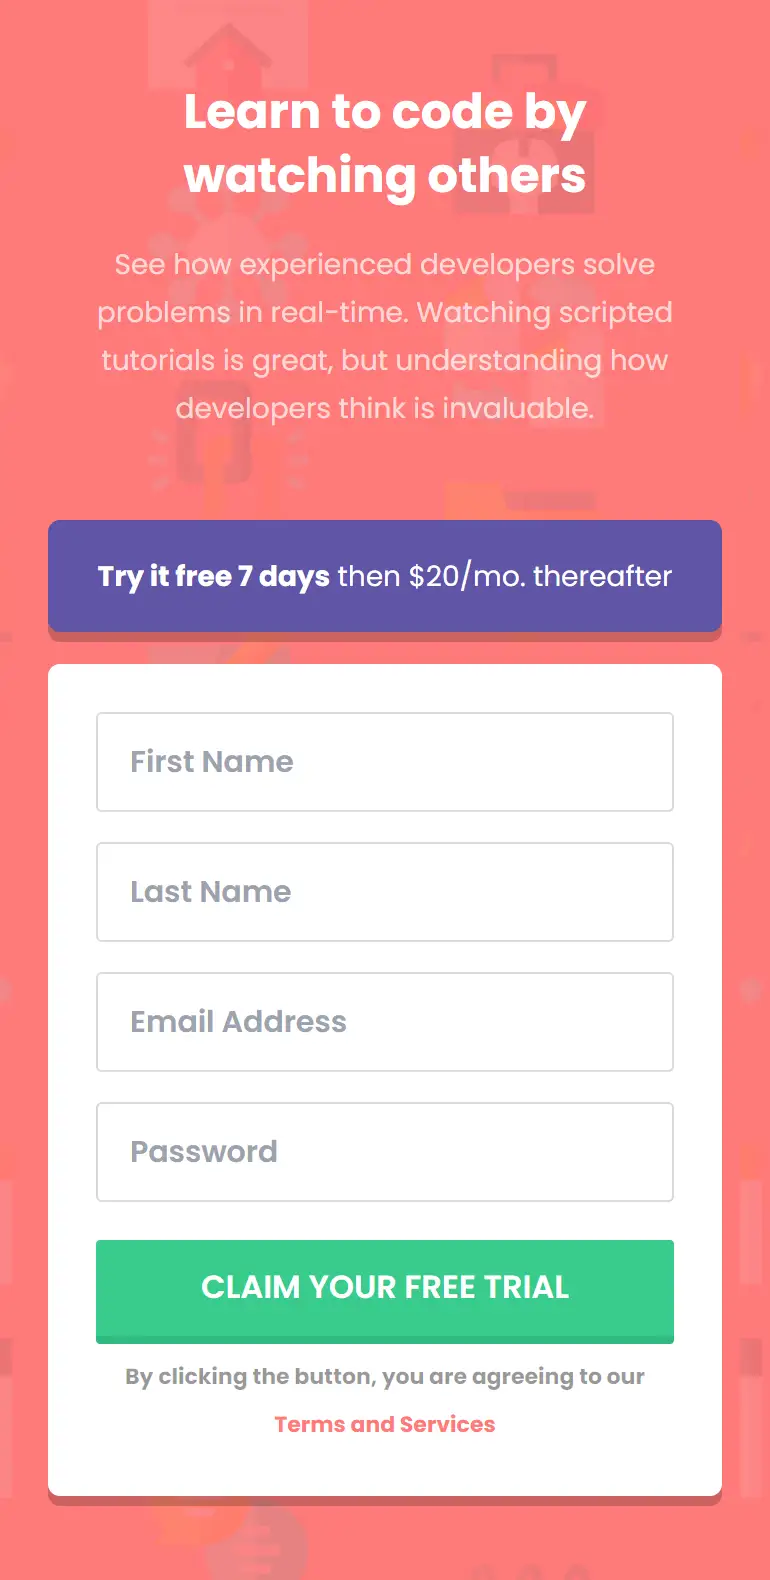 Learn to code by
watching others
See how experienced developers solve
problems in real-time. Watching scripted
tutorials is great, but understanding how
developers think is invaluable.
Try it free 7 days then $20/mo. thereafter
First Name
Last Name
Email Address
Password
CLAIM YOUR FREE TRIAL
By clicking the button, you are agreeing to our
Terms and Services